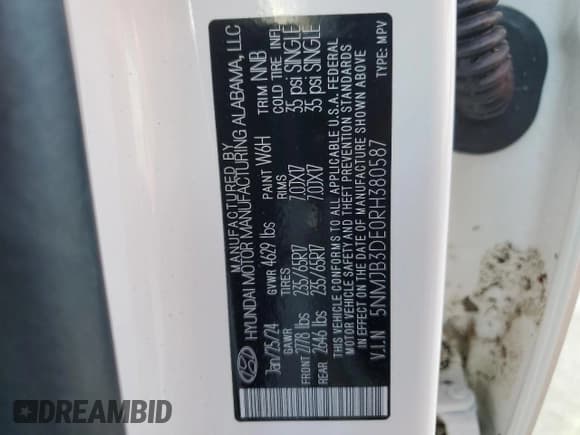 MANUFACTURED BY
HYUNDAI MOTOR MANUFACTURING ALABAMA, LLC
Jan/15/24 GVWR 4629 lbs PAINT W6H TRIM NNB
GAWR TIRES RIMS COLD TIRE INFL
FRONT 2778 lbs 235/65R17 7.0JX17 35 psi SINGLE
REAR 2646 lbs 235/65R17 7.0JX17 35 psi SINGLE
THIS VEHICLE CONFORMS TO ALL APPLICABLE U.S.A. FEDERAL
MOTOR VEHICLE SAFETY AND THEFT PREVENTION STANDARDS
IN EFFECT ON THE DATE OF MANUFACTURE SHOWN ABOVE
V.I.N 5NMJB3DE0RH380587 TYPE: MPV
DREAMBID